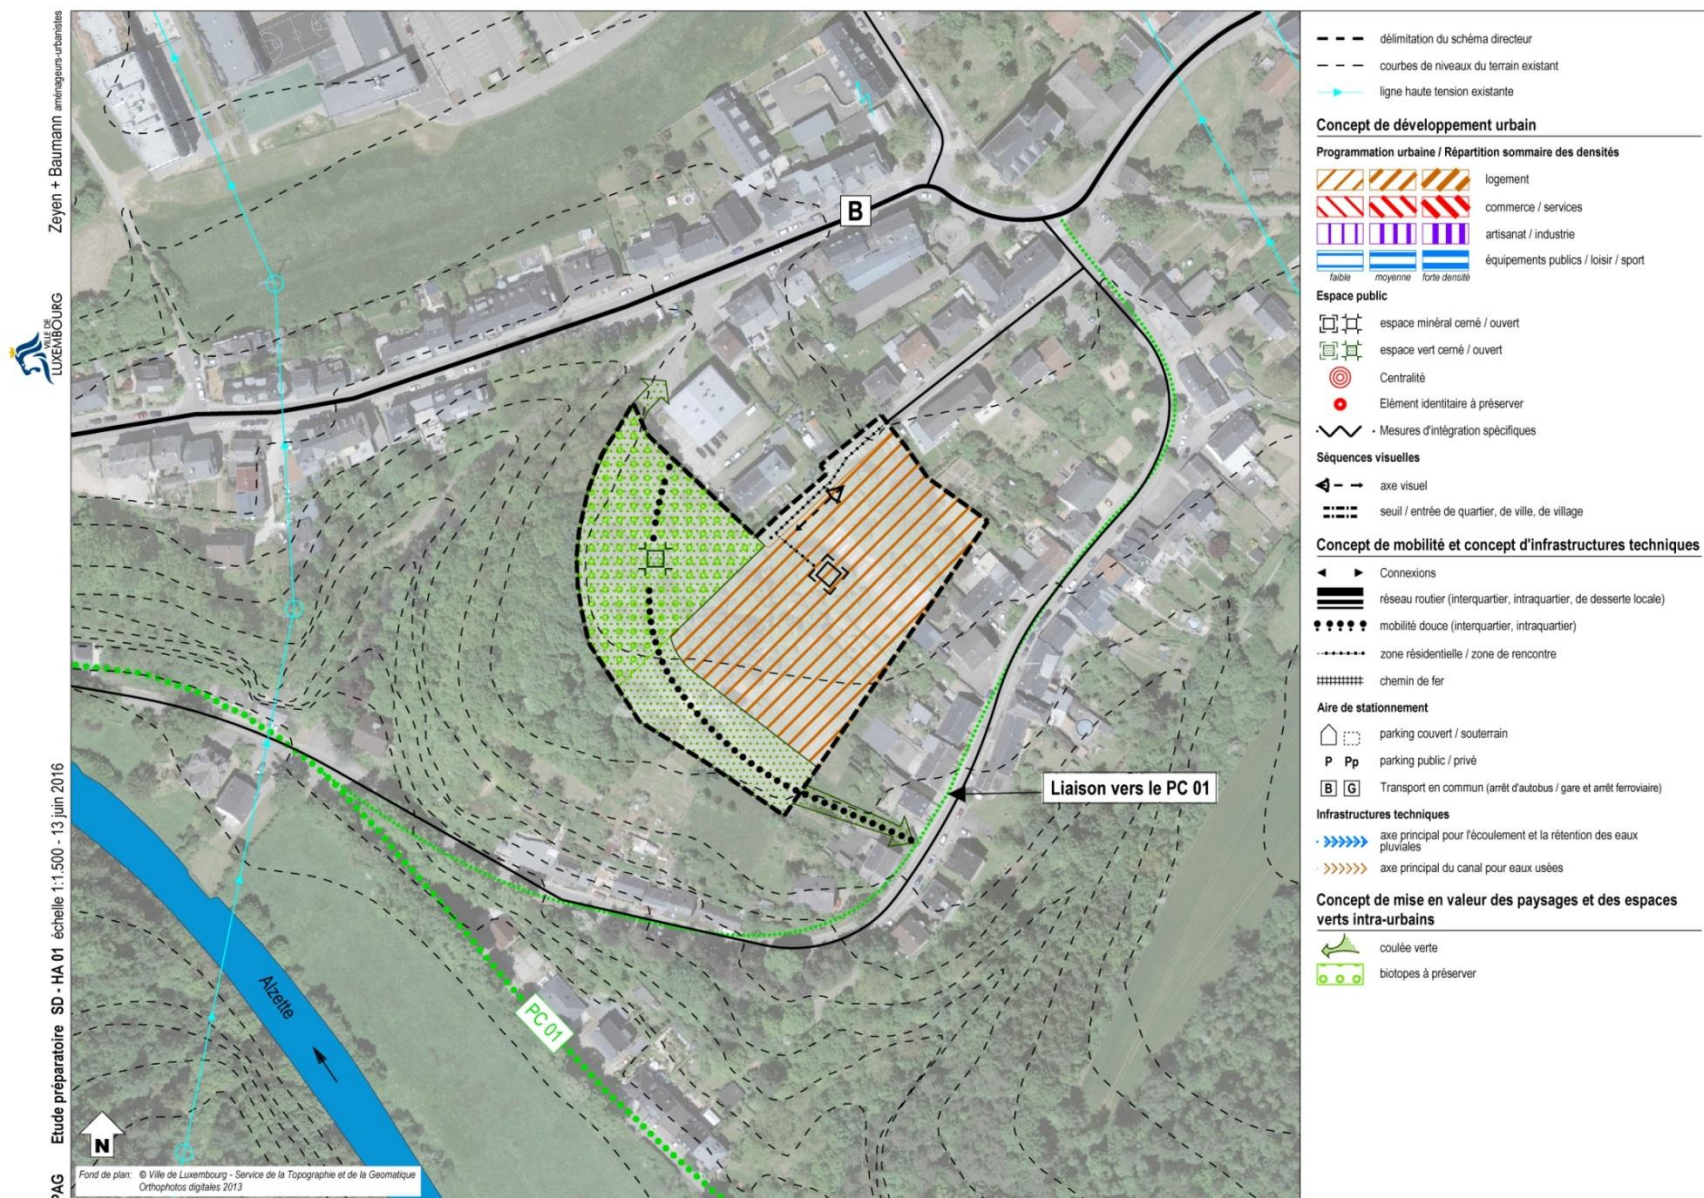 Zeyen + Baumann aménageurs-urbanistes
VILLE DE
LUXEMBOURG
Etude préparatoire SD - HA 01 échelle 1:1.500 - 13 juin 2016
PAG
B
Liaison vers le PC 01
PC 01
Alzette
N
Fond de plan: © Ville de Luxembourg - Service de la Topographie et de la Geomatique
Orthophotos digitales 2013
délimitation du schéma directeur
courbes de niveaux du terrain existant
ligne haute tension existante
Concept de développement urbain
Programmation urbaine / Répartition sommaire des densités
logement
commerce / services
artisanat / industrie
équipements publics / loisir / sport
faible moyenne forte densité
Espace public
espace minéral cerné / ouvert
espace vert cerné / ouvert
Centralité
Elément identitaire à préserver
Mesures d'intégration spécifiques
Séquences visuelles
axe visuel
seuil / entrée de quartier, de ville, de village
Concept de mobilité et concept d'infrastructures techniques
Connexions
réseau routier (interquartier, intraquartier, de desserte locale)
mobilité douce (interquartier, intraquartier)
zone résidentielle / zone de rencontre
chemin de fer
Aire de stationnement
parking couvert / souterrain
P Pp parking public / privé
B G Transport en commun (arrêt d'autobus / gare et arrêt ferroviaire)
Infrastructures techniques
axe principal pour l'écoulement et la rétention des eaux
pluviales
axe principal du canal pour eaux usées
Concept de mise en valeur des paysages et des espaces
verts intra-urbains
coulée verte
biotopes à préserver